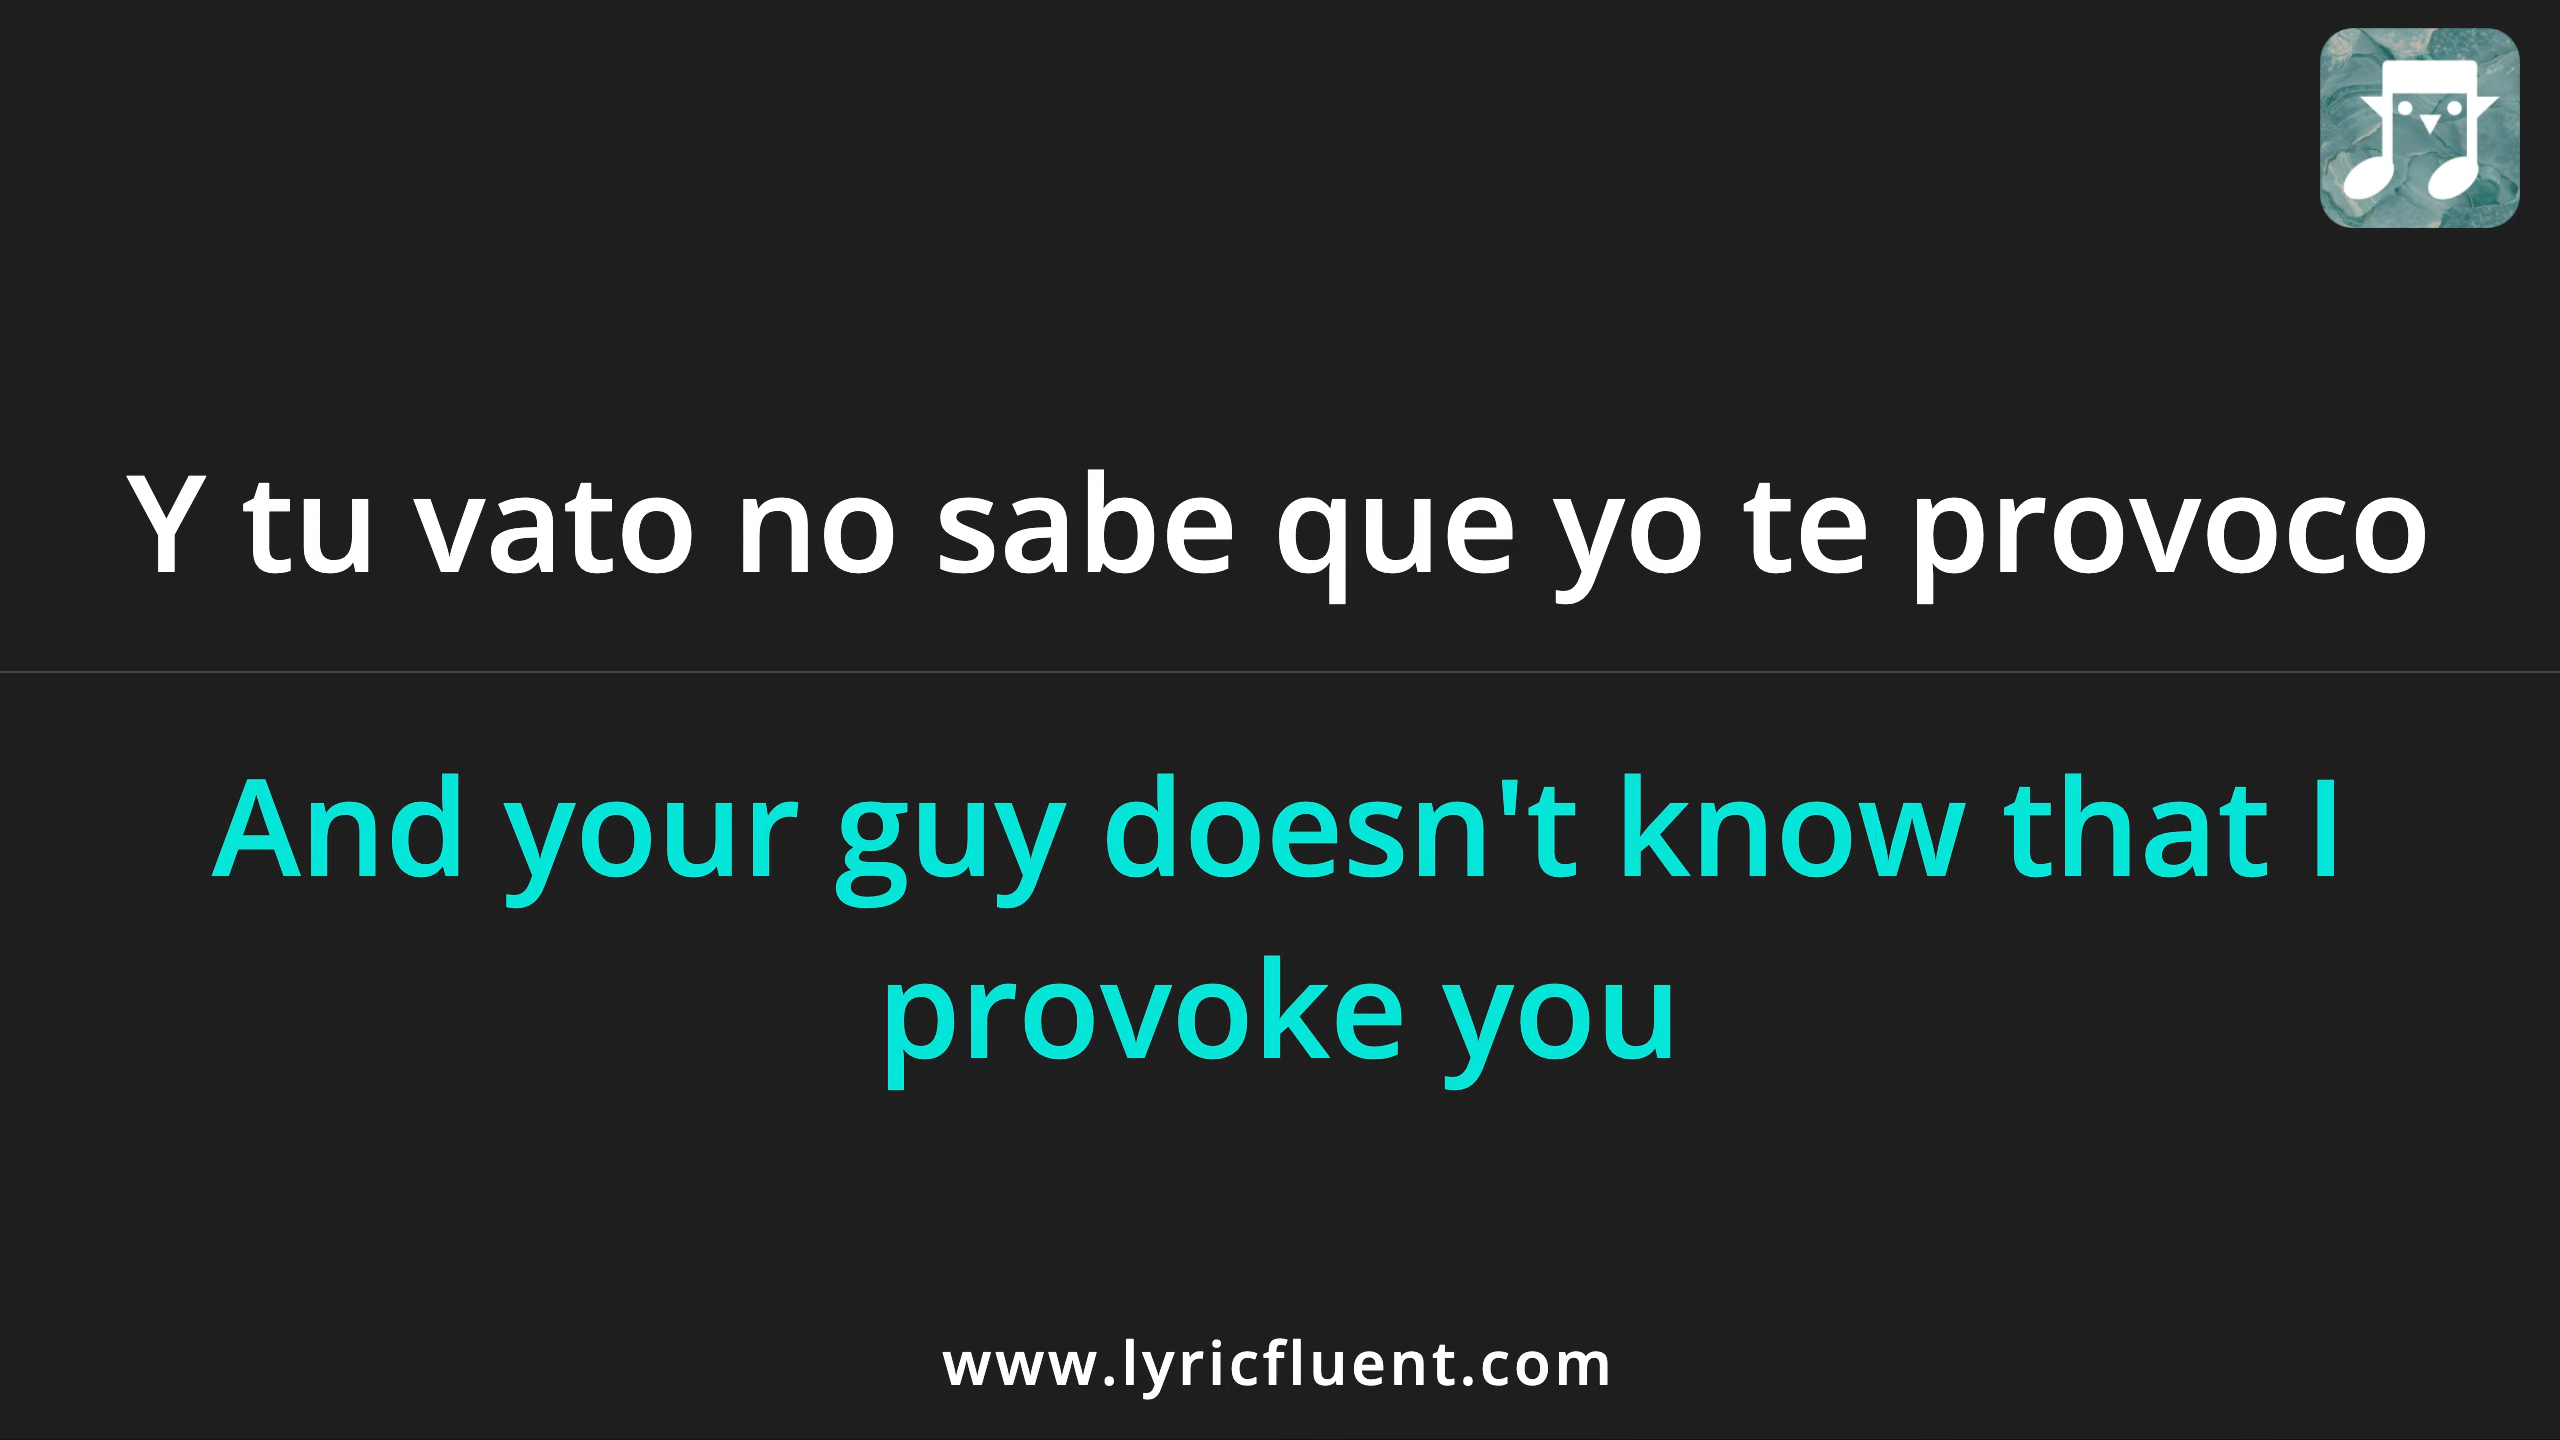 Y tu vato no sabe que yo te provoco
And your guy doesn't know that I
provoke you
www.lyricfluent.com